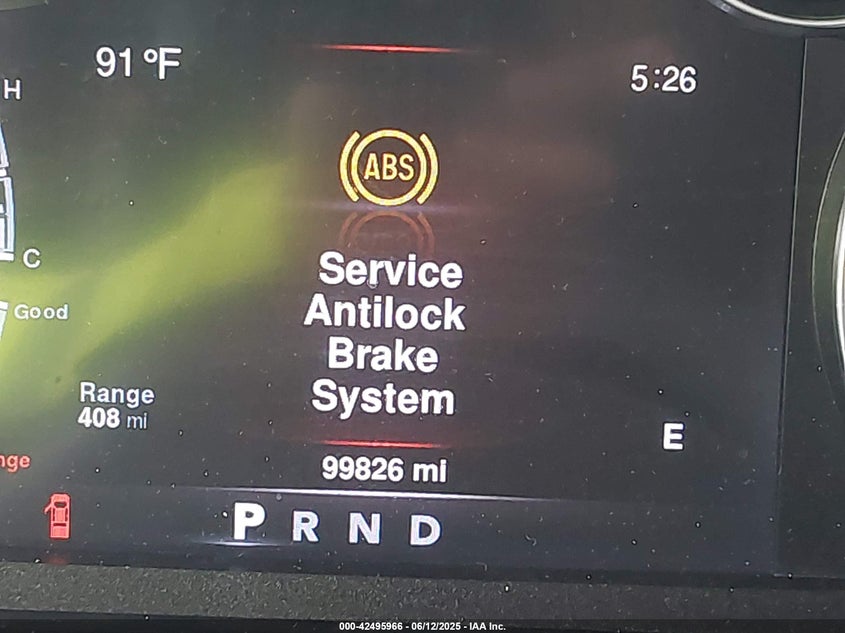 91 °F
5:26
H
ABS
C
Service
Antilock
Brake
System
Good
Range
408 mi
E
99826 mi
P R N D
000-42495966 - 06/12/2025 - IAA Inc.